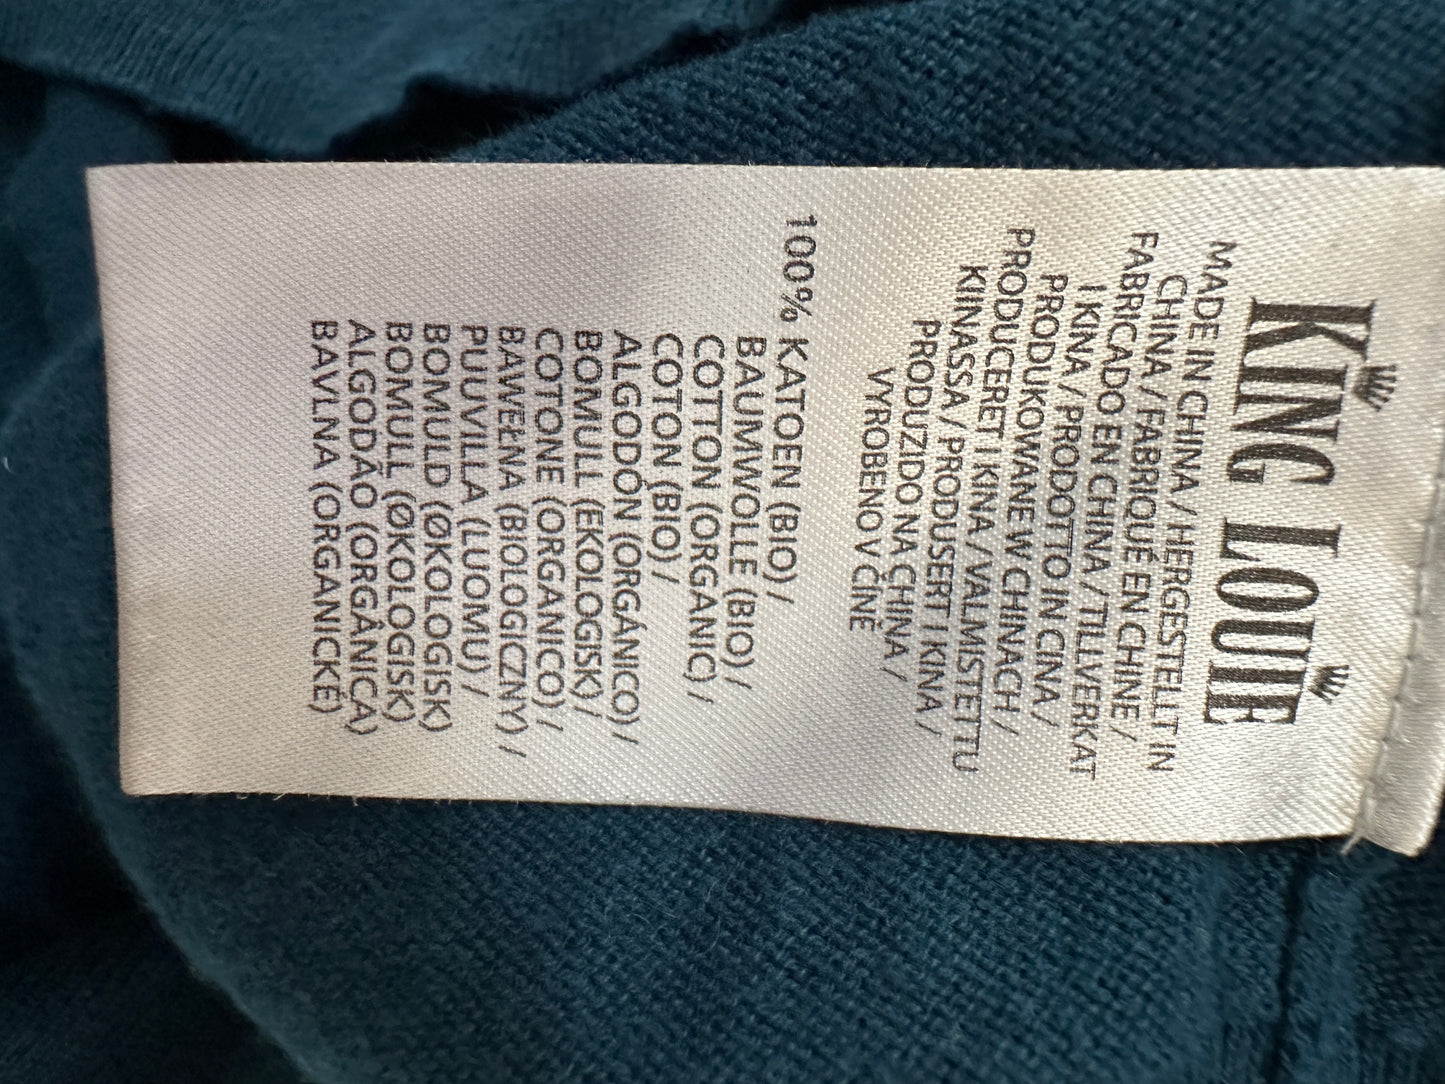 KING LOUIE
MADE IN CHINA / HERGESTELLT IN
CHINA / FABRIQUÉ EN CHINE /
FABRICADO EN CHINA / TILLVERKAT
I KINA / PRODOTTO IN CINA /
PRODUKOWANE W CHINACH /
PRODUCERET I KINA / VALMISTETTU
KIINASSA / PRODUSERT I KINA /
PRODUZIDO NA CHINA /
VYROBENO V ČÍNĚ
100% KATOEN (BIO) /
BAUMWOLLE (BIO) /
COTTON (ORGANIC) /
COTON (BIO) /
ALGODÓN (ORGÁNICO) /
BOMULL (EKOLOGISK) /
COTONE (ORGANICO) /
BAWEŁNA (BIOLOGICZNY) /
PUUVILLA (LUOMU) /
BOMULD (ØKOLOGISK)
BOMULL (ØKOLOGISK)
ALGODÃO (ORGÂNICA)
BAVLNA (ORGANICKÉ)